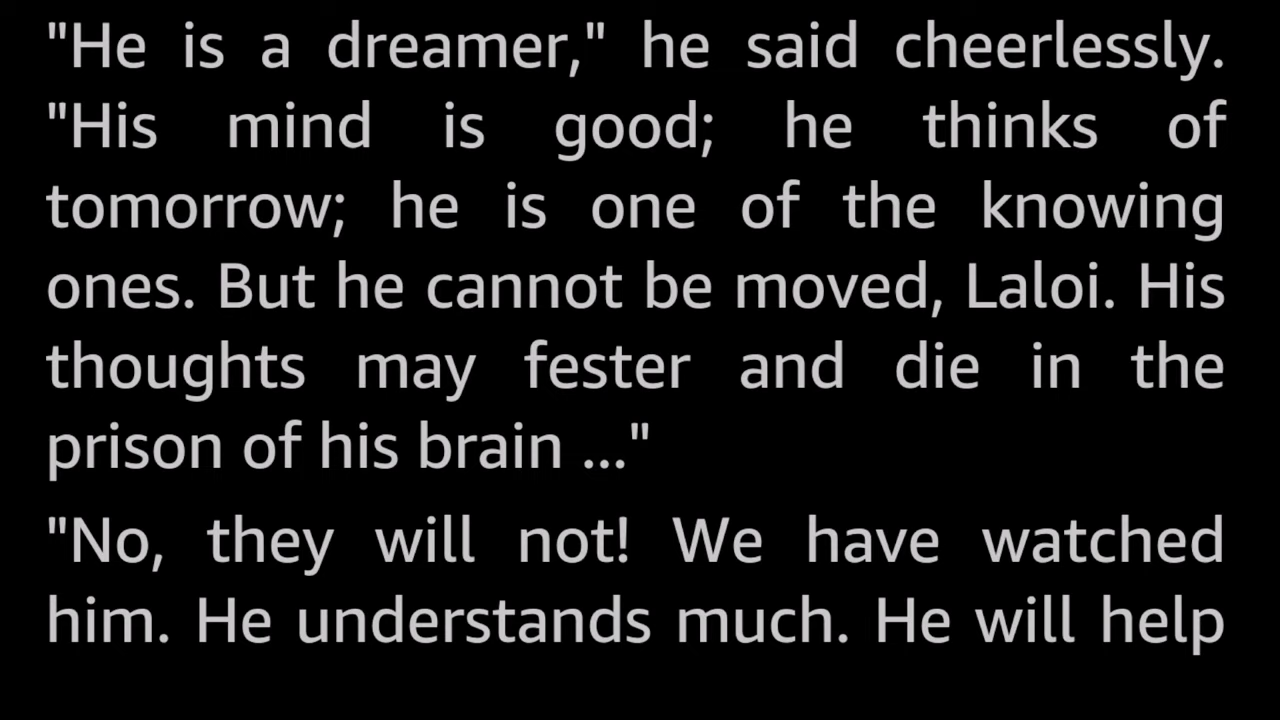 "He is a dreamer," he said cheerlessly.
"His mind is good; he thinks of
tomorrow; he is one of the knowing
ones. But he cannot be moved, Laloi. His
thoughts may fester and die in the
prison of his brain ..."
"No, they will not! We have watched
him. He understands much. He will help